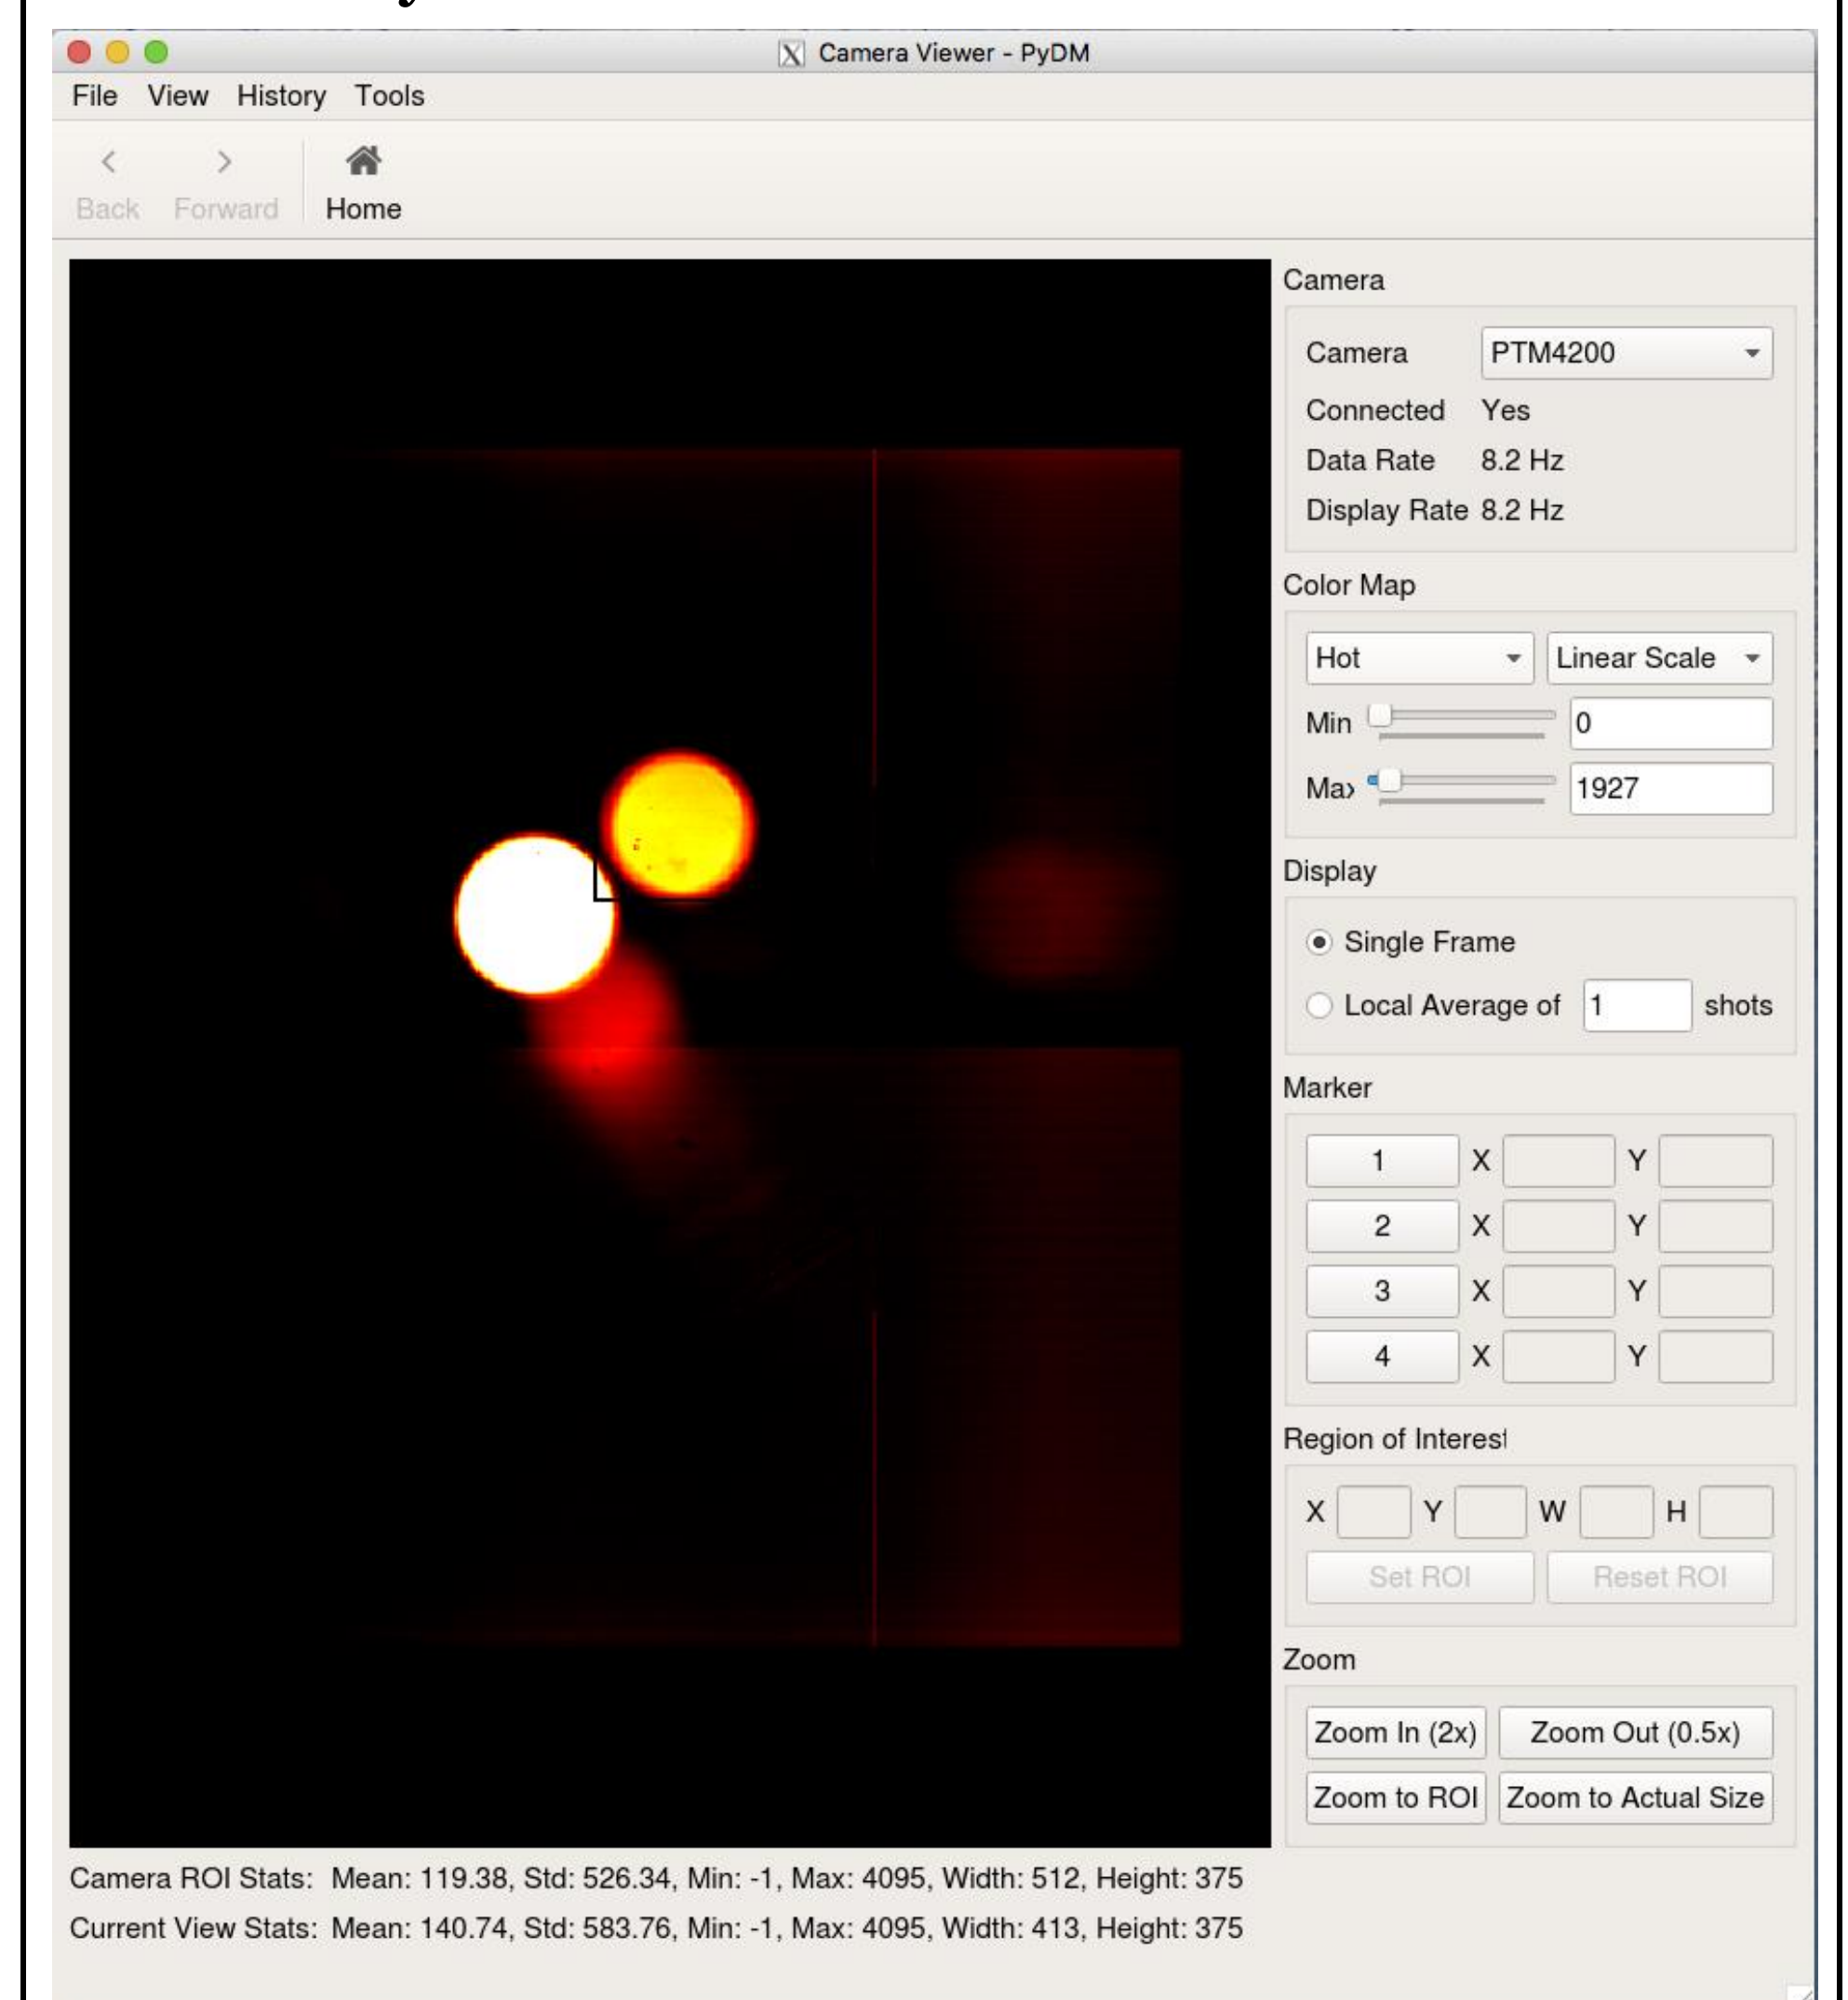 Camera Viewer - PyDM
File View History Tools
Back Forward Home
Camera
Camera PTM4200
Connected Yes
Data Rate 8.2 Hz
Display Rate 8.2 Hz
Color Map
Hot Linear Scale
Min 0
Max 1927
Display
Single Frame
Local Average of 1 shots
Marker
1 X Y
2 X Y
3 X Y
4 X Y
Region of Interest
X Y W H
Set ROI Reset ROI
Zoom
Zoom In (2x) Zoom Out (0.5x)
Zoom to ROI Zoom to Actual Size
Camera ROI Stats: Mean: 119.38, Std: 526.34, Min: -1, Max: 4095, Width: 512, Height: 375
Current View Stats: Mean: 140.74, Std: 583.76, Min: -1, Max: 4095, Width: 413, Height: 375